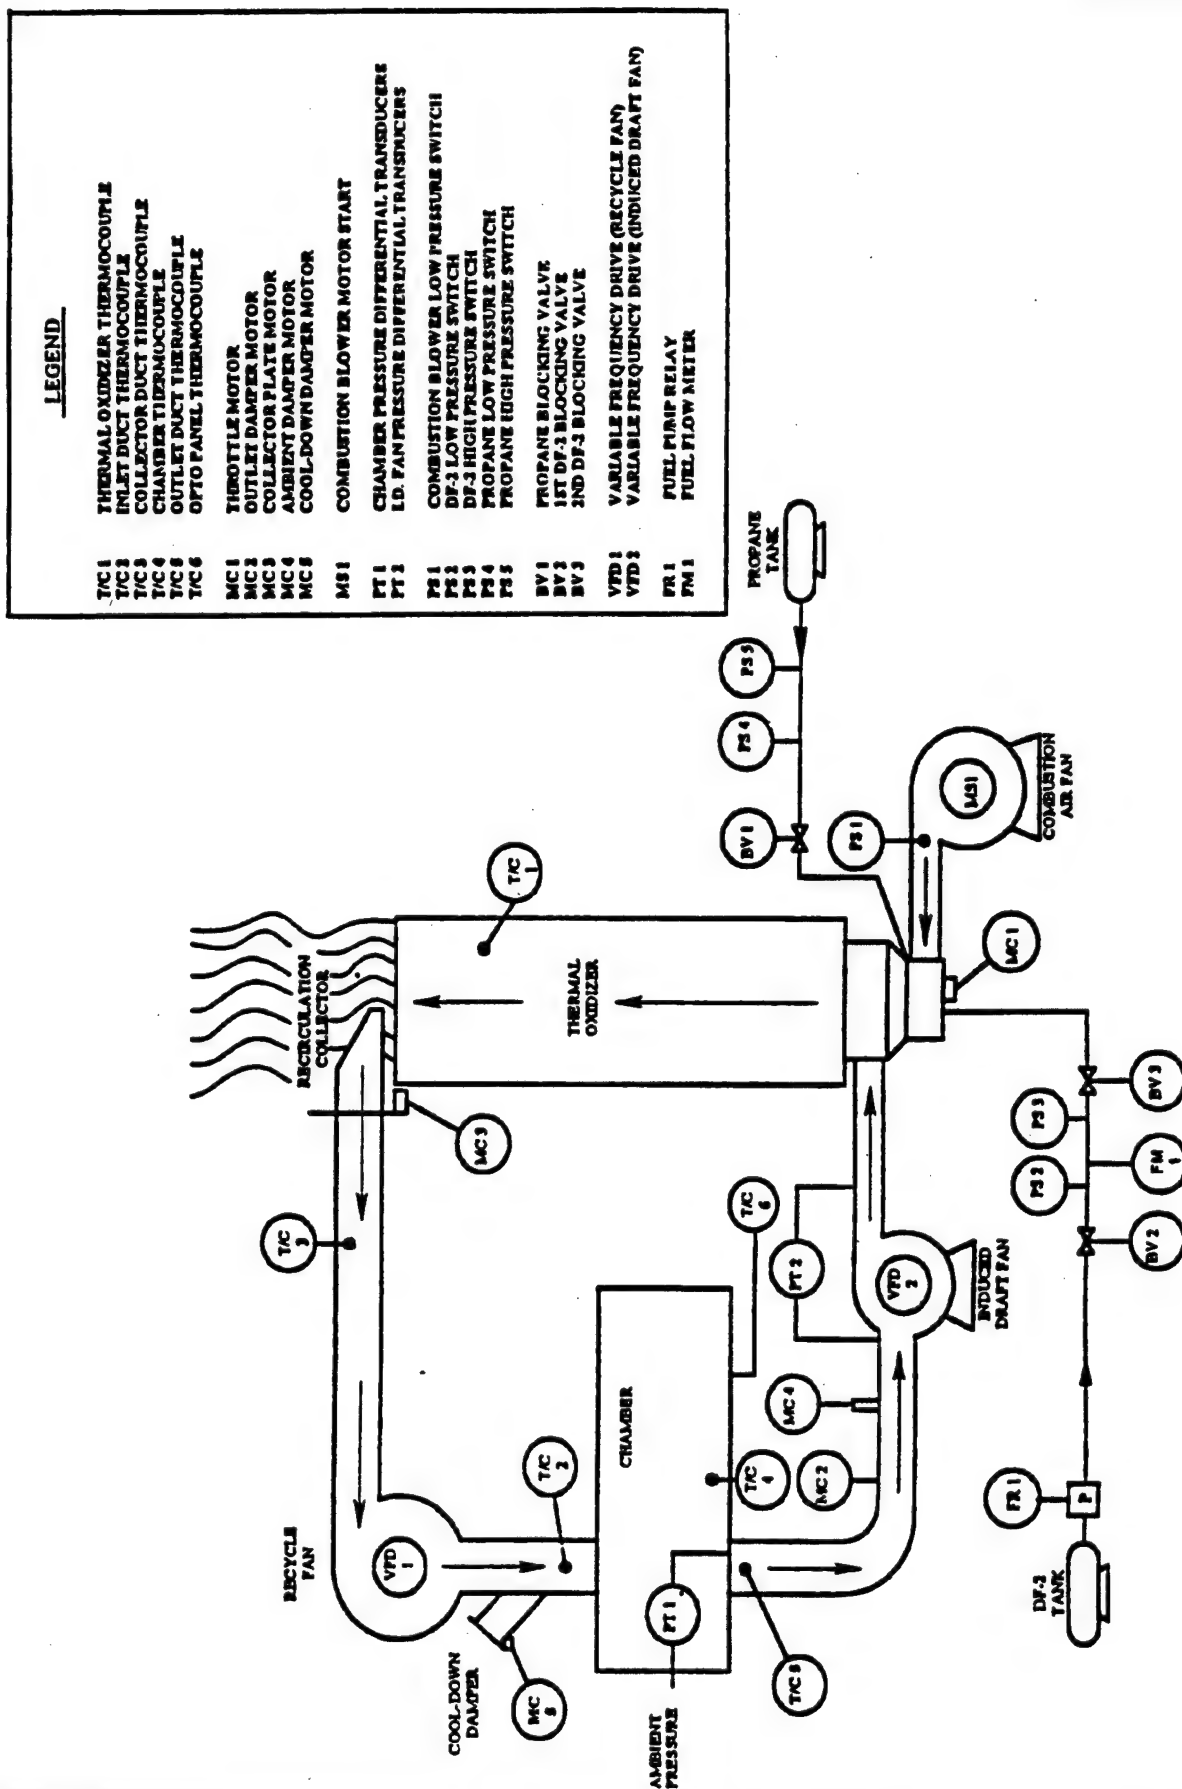 LEGEND
T/C 1 THERMAL OXIDIZER THERMOCOUPLE
T/C 2 INLET DUCT THERMOCOUPLE
T/C 3 COLLECTOR DUCT THERMOCOUPLE
T/C 4 CHAMBER THERMOCOUPLE
T/C 5 OUTLET DUCT THERMOCOUPLE
T/C 6 OPTO PANEL THERMOCOUPLE
MC 1 THROTTLE MOTOR
MC 2 OUTLET DAMPER MOTOR
MC 3 COLLECTOR PLATE MOTOR
MC 4 AMBIENT DAMPER MOTOR
MC 5 COOL-DOWN DAMPER MOTOR
MS 1 COMBUSTION BLOWER MOTOR START
PT 1 CHAMBER PRESSURE DIFFERENTIAL TRANSDUCERS
PT 2 I.D. FAN PRESSURE DIFFERENTIAL TRANSDUCERS
PS 1 COMBUSTION BLOWER LOW PRESSURE SWITCH
PS 2 DF-2 LOW PRESSURE SWITCH
PS 3 DF-2 HIGH PRESSURE SWITCH
PS 4 PROPANE LOW PRESSURE SWITCH
PS 5 PROPANE HIGH PRESSURE SWITCH
BV 1 PROPANE BLOCKING VALVE
BV 2 1ST DF-2 BLOCKING VALVE
BV 3 2ND DF-2 BLOCKING VALVE
VFD 1 VARIABLE FREQUENCY DRIVE (RECYCLE FAN)
VFD 2 VARIABLE FREQUENCY DRIVE (INDUCED DRAFT FAN)
FR 1 FUEL PUMP RELAY
FM 1 FUEL FLOW METER
RECIRCULATION
COLLECTOR
T/C
3
MC 3
T/C
1
THERMAL
OXIDIZER
RECYCLE
FAN
VFD
1
T/C
2
COOL-DOWN
DAMPER
MC
5
CHAMBER
PT 1
AMBIENT
PRESSURE
T/C
4
T/C
6
T/C 5
MC 2
MC 4
PT 2
VFD
2
INDUCED
DRAFT FAN
BV 1
PS 4
PS 5
PROPANE
TANK
PS 1
MS1
COMBUSTION
AIR FAN
MC 1
DF-2
TANK
P
FR 1
BV 2
PS 2
FM
1
PS 3
BV 3